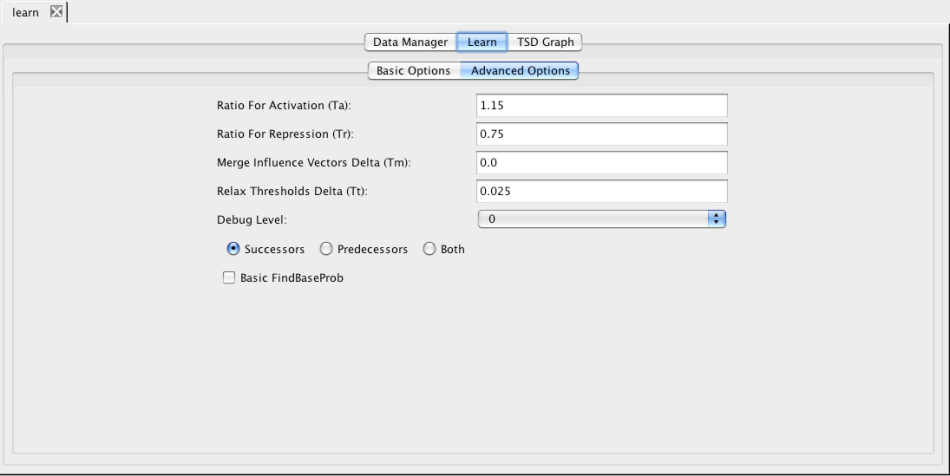 learn
Data Manager Learn TSD Graph
Basic Options Advanced Options
Ratio For Activation (Ta): 1.15
Ratio For Repression (Tr): 0.75
Merge Influence Vectors Delta (Tm): 0.0
Relax Thresholds Delta (Tt): 0.025
Debug Level: 0
Successors Predecessors Both
Basic FindBaseProb